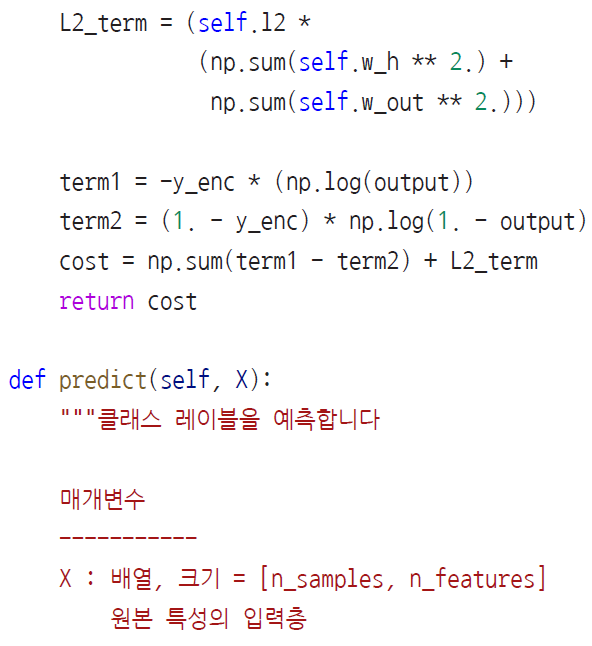 L2_term = (self.l2 *
(np.sum(self.w_h ** 2.) +
np.sum(self.w_out ** 2.)))
term1 = -y_enc * (np.log(output))
term2 = (1. - y_enc) * np.log(1. - output)
cost = np.sum(term1 - term2) + L2_term
return cost
def predict(self, X):
"""클래스 레이블을 예측합니다
매개변수
-----------
X : 배열, 크기 = [n_samples, n_features]
원본 특성의 입력층